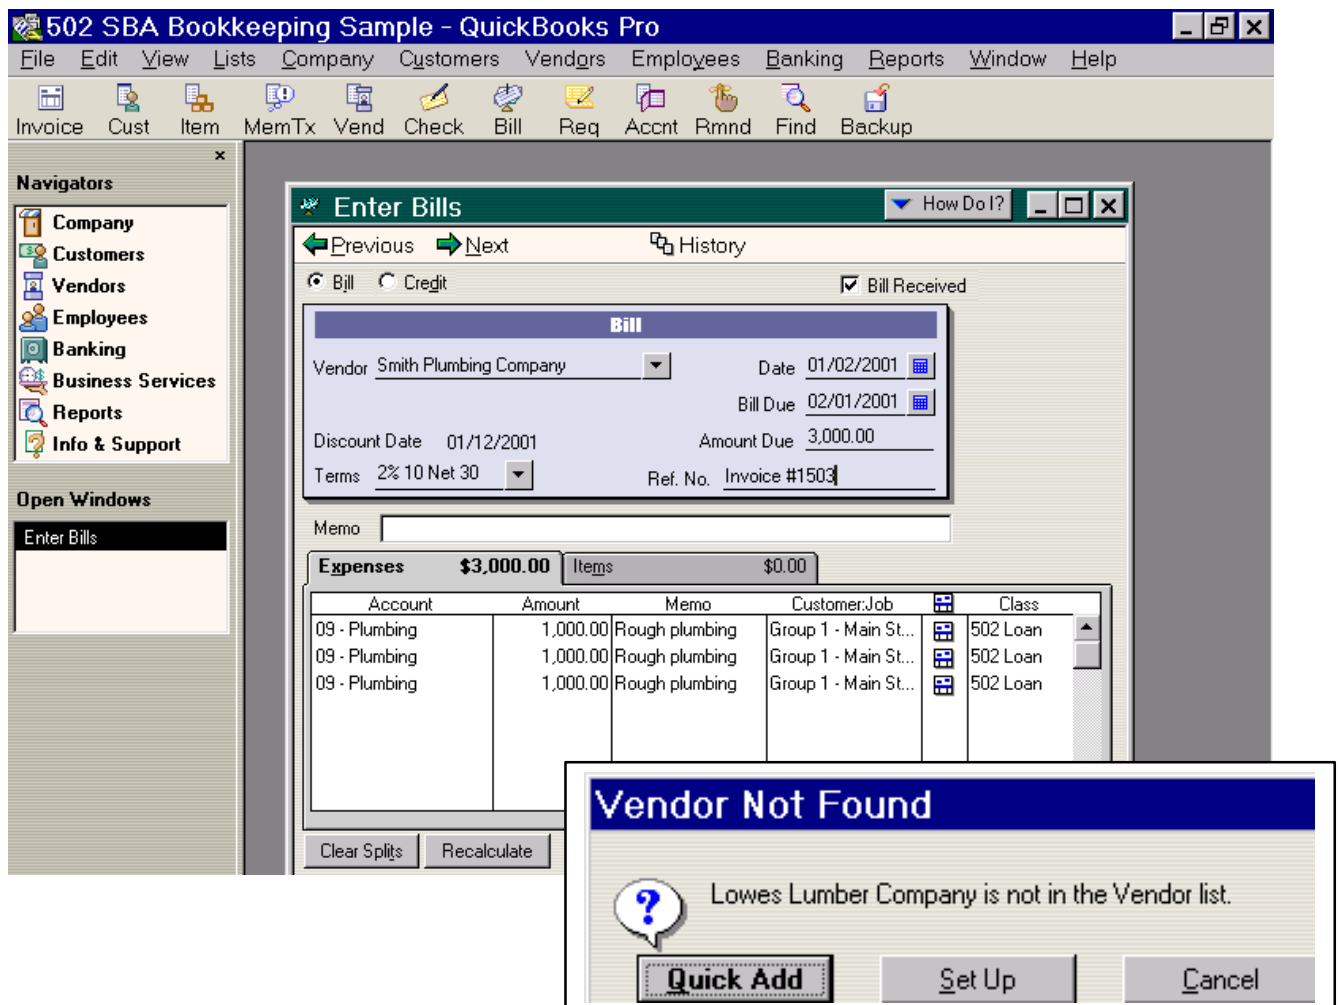 502 SBA Bookkeeping Sample - QuickBooks Pro
File Edit View Lists Company Customers Vendors Employees Banking Reports Window Help
Invoice Cust Item MemTx Vend Check Bill Req Accnt Rmnd Find Backup
Navigators
Company
Customers
Vendors
Employees
Banking
Business Services
Reports
Info & Support
Open Windows
Enter Bills
Enter Bills How Do I?
Previous Next History
Bill Credit Bill Received
Bill
Vendor Smith Plumbing Company Date 01/02/2001
Bill Due 02/01/2001
Discount Date 01/12/2001 Amount Due 3,000.00
Terms 2% 10 Net 30 Ref. No. Invoice #1503
Memo
Expenses $3,000.00 Items $0.00
Account Amount Memo Customer:Job Class
09 - Plumbing 1,000.00 Rough plumbing Group 1 - Main St... 502 Loan
09 - Plumbing 1,000.00 Rough plumbing Group 1 - Main St... 502 Loan
09 - Plumbing 1,000.00 Rough plumbing Group 1 - Main St... 502 Loan
Clear Splits Recalculate
Vendor Not Found
Lowes Lumber Company is not in the Vendor list.
Quick Add Set Up Cancel